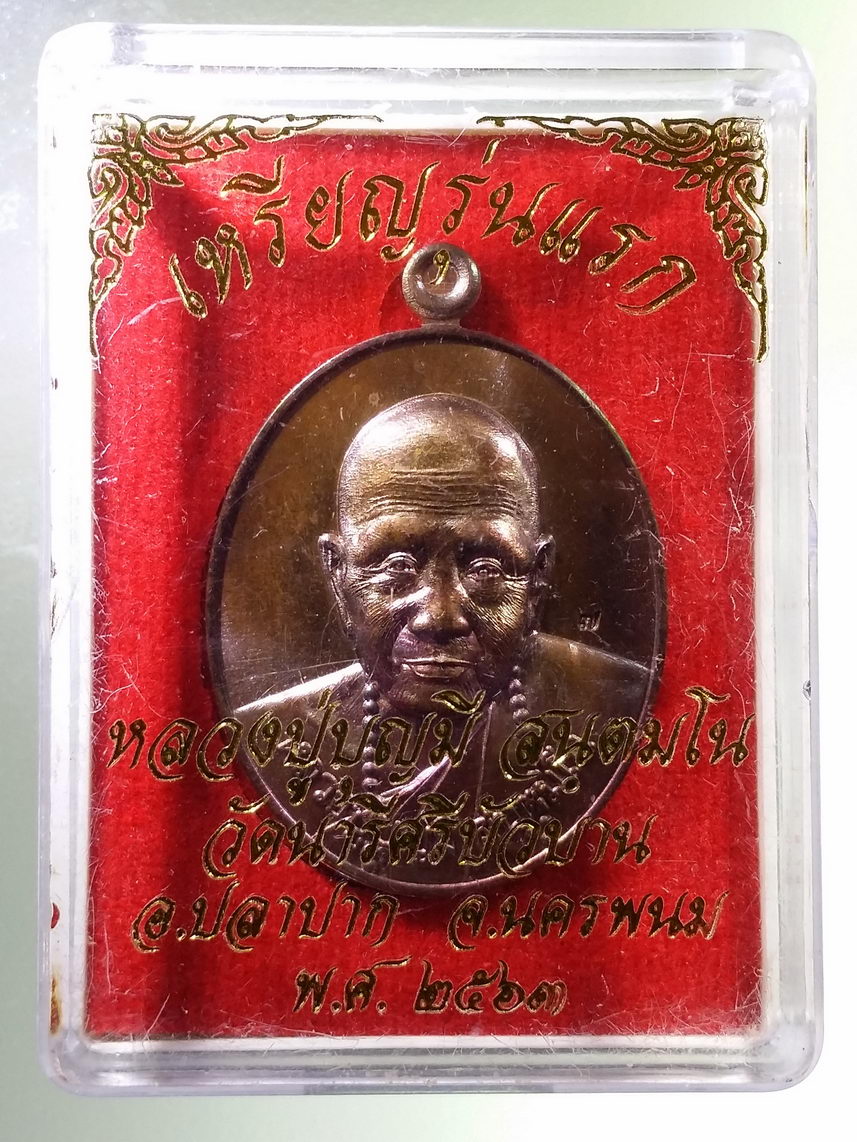 เหรียญรุ่นแรก
หลวงปู่บุญมี สนฺตมโน
วัดนารีศรีบัวบาน
อ.ปลาปาก จ.นครพนม
พ.ศ. ๒๕๖๓